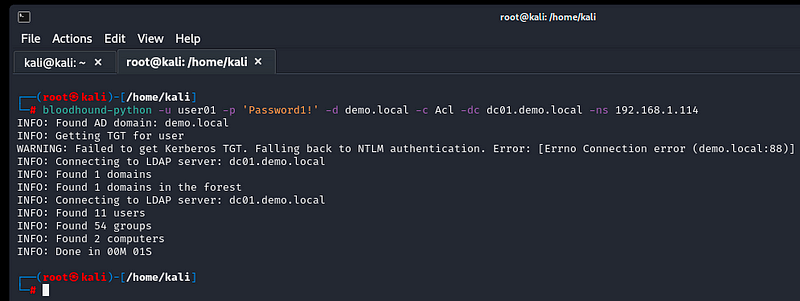 root@kali: /home/kali
File Actions Edit View Help
kali@kali: ~ × root@kali: /home/kali ×
┌──(root㉿kali)-[/home/kali]
└─# bloodhound-python -u user01 -p 'Password1!' -d demo.local -c Acl -dc dc01.demo.local -ns 192.168.1.114
INFO: Found AD domain: demo.local
INFO: Getting TGT for user
WARNING: Failed to get Kerberos TGT. Falling back to NTLM authentication. Error: [Errno Connection error (demo.local:88)]
INFO: Connecting to LDAP server: dc01.demo.local
INFO: Found 1 domains
INFO: Found 1 domains in the forest
INFO: Connecting to LDAP server: dc01.demo.local
INFO: Found 11 users
INFO: Found 54 groups
INFO: Found 2 computers
INFO: Done in 00M 01S
┌──(root㉿kali)-[/home/kali]
└─#